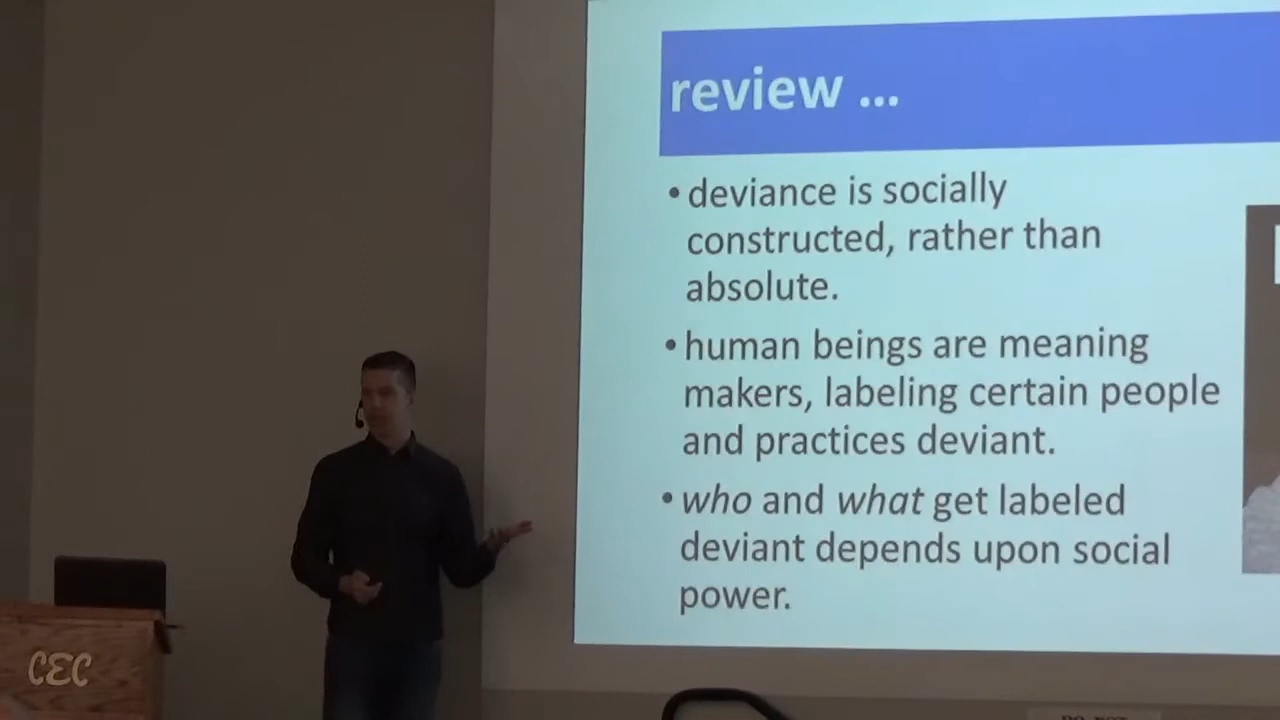 review ...
• deviance is socially
constructed, rather than
absolute.
• human beings are meaning
makers, labeling certain people
and practices deviant.
• who and what get labeled
deviant depends upon social
power.
CEC